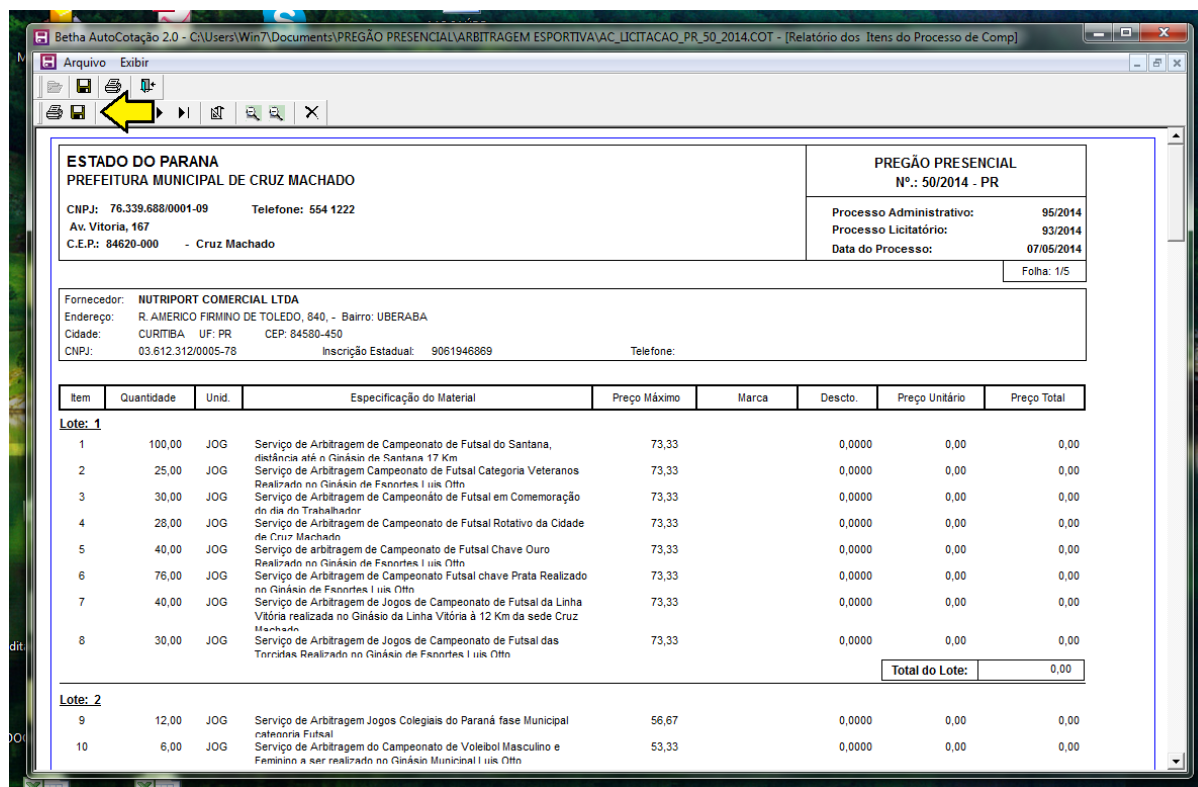 Betha AutoCotação 2.0 - C:\Users\Win7\Documents\PREGÃO PRESENCIAL\ARBITRAGEM ESPORTIVA\AC_LICITACAO_PR_50_2014.COT - [Relatório dos Itens do Processo de Comp]
Arquivo Exibir
ESTADO DO PARANA
PREFEITURA MUNICIPAL DE CRUZ MACHADO
CNPJ: 76.339.688/0001-09 Telefone: 554 1222
Av. Vitoria, 167
C.E.P.: 84620-000 - Cruz Machado
PREGÃO PRESENCIAL
Nº.: 50/2014 - PR
Processo Administrativo: 95/2014
Processo Licitatório: 93/2014
Data do Processo: 07/05/2014
Folha: 1/5
Fornecedor: NUTRIPORT COMERCIAL LTDA
Endereço: R. AMERICO FIRMINO DE TOLEDO, 840, - Bairro: UBERABA
Cidade: CURITIBA UF: PR CEP: 84580-450
CNPJ: 03.612.312/0005-78 Inscrição Estadual: 9061946869 Telefone:
Item Quantidade Unid. Especificação do Material Preço Máximo Marca Descto. Preço Unitário Preço Total
Lote: 1
1 100,00 JOG Serviço de Arbitragem de Campeonato de Futsal do Santana, 73,33 0,0000 0,00 0,00
distância até o Ginásio de Santana 17 Km
2 25,00 JOG Serviço de Arbitragem Campeonato de Futsal Categoria Veteranos 73,33 0,0000 0,00 0,00
Realizado no Ginásio de Esportes Luis Otto
3 30,00 JOG Serviço de Arbitragem de Campeonáto de Futsal em Comemoração 73,33 0,0000 0,00 0,00
do dia do Trabalhador
4 28,00 JOG Serviço de Arbitragem de Campeonato de Futsal Rotativo da Cidade 73,33 0,0000 0,00 0,00
de Cruz Machado
5 40,00 JOG Serviço de arbitragem de Campeonato de Futsal Chave Ouro 73,33 0,0000 0,00 0,00
Realizado no Ginásio de Esportes Luis Otto
6 76,00 JOG Serviço de Arbitragem de Campeonato Futsal chave Prata Realizado 73,33 0,0000 0,00 0,00
no Ginásio de Esportes Luis Otto
7 40,00 JOG Serviço de Arbitragem de Jogos de Campeonato de Futsal da Linha 73,33 0,0000 0,00 0,00
Vitória realizada no Ginásio da Linha Vitória à 12 Km da sede Cruz
Machado
8 30,00 JOG Serviço de Arbitragem de Jogos de Campeonato de Futsal das 73,33 0,0000 0,00 0,00
Torcidas Realizado no Ginásio de Esportes Luis Otto
Total do Lote: 0,00
Lote: 2
9 12,00 JOG Serviço de Arbitragem Jogos Colegiais do Paraná fase Municipal 56,67 0,0000 0,00 0,00
categoria Futsal
10 6,00 JOG Serviço de Arbitragem do Campeonato de Voleibol Masculino e 53,33 0,0000 0,00 0,00
Feminino a ser realizado no Ginásio Municipal Luis Otto